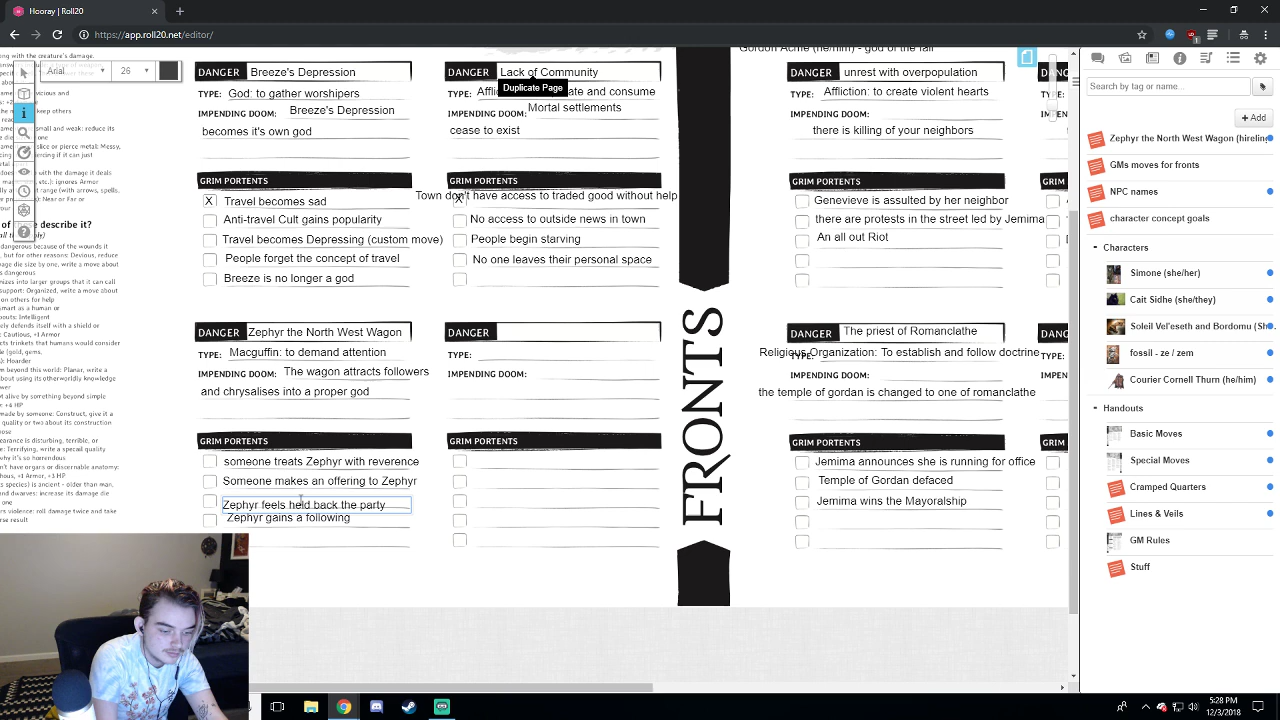 Hooray | Roll20
https://app.roll20.net/editor/
Arial
26
Gordon Acme (he/him) - god of the fall
DANGER Breeze's Depression
TYPE: God: to gather worshipers
IMPENDING DOOM: Breeze's Depression
becomes it's own god
GRIM PORTENTS
X Travel becomes sad
Anti-travel Cult gains popularity
Travel becomes Depressing (custom move)
People forget the concept of travel
Breeze is no longer a god
DANGER Lack of Community
Duplicate Page
TYPE: ate and consume
IMPENDING DOOM: Mortal settlements
cease to exist
GRIM PORTENTS
Town don't have access to traded good without help
X
No access to outside news in town
People begin starving
No one leaves their personal space
DANGER unrest with overpopulation
TYPE: Affliction: to create violent hearts
IMPENDING DOOM:
there is killing of your neighbors
GRIM PORTENTS
Genevieve is assulted by her neighbor
there are protests in the street led by Jemima
An all out Riot
DANGER Zephyr the North West Wagon
TYPE: Macguffin: to demand attention
IMPENDING DOOM: The wagon attracts followers
and chrysalises into a proper god
GRIM PORTENTS
someone treats Zephyr with reverence
Someone makes an offering to Zephyr
Zephyr feels held back the party
Zephyr gains a following
DANGER
TYPE:
IMPENDING DOOM:
GRIM PORTENTS
FRONTS
DANGER The priest of Romanclathe
Religious Organization: To establish and follow doctrine
TYPE:
IMPENDING DOOM:
the temple of gordan is changed to one of romanclathe
GRIM PORTENTS
Jemima announces she is running for office
Temple of Gordan defaced
Jemima wins the Mayoralship
Search by tag or name...
+ Add
Zephyr the North West Wagon (hireling
GMs moves for fronts
NPC names
character concept goals
Characters
Simone (she/her)
Cait Sidhe (she/they)
Soleil Vel'eseth and Bordomu (Sh
fossil - ze / zem
Courier Cornell Thurn (he/him)
Handouts
Basic Moves
Special Moves
Cramped Quarters
Lines & Veils
GM Rules
Stuff
5:28 PM
12/3/2018